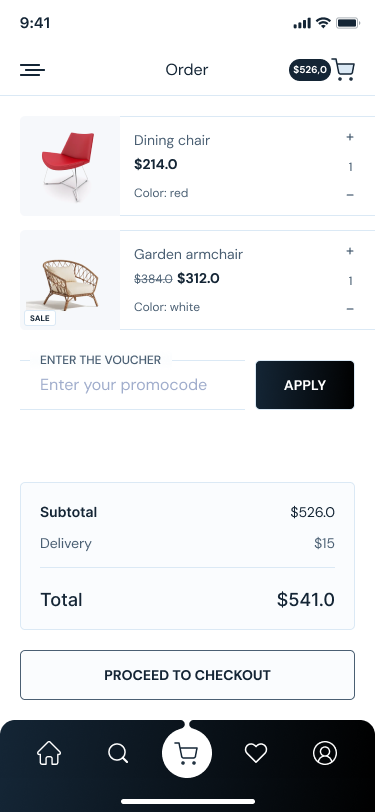 9:41
Order
$526,0
Dining chair
$214.0
Color: red
+
1
−
Garden armchair
$384.0 $312.0
Color: white
+
1
−
SALE
ENTER THE VOUCHER
Enter your promocode
APPLY
Subtotal $526.0
Delivery $15
Total $541.0
PROCEED TO CHECKOUT